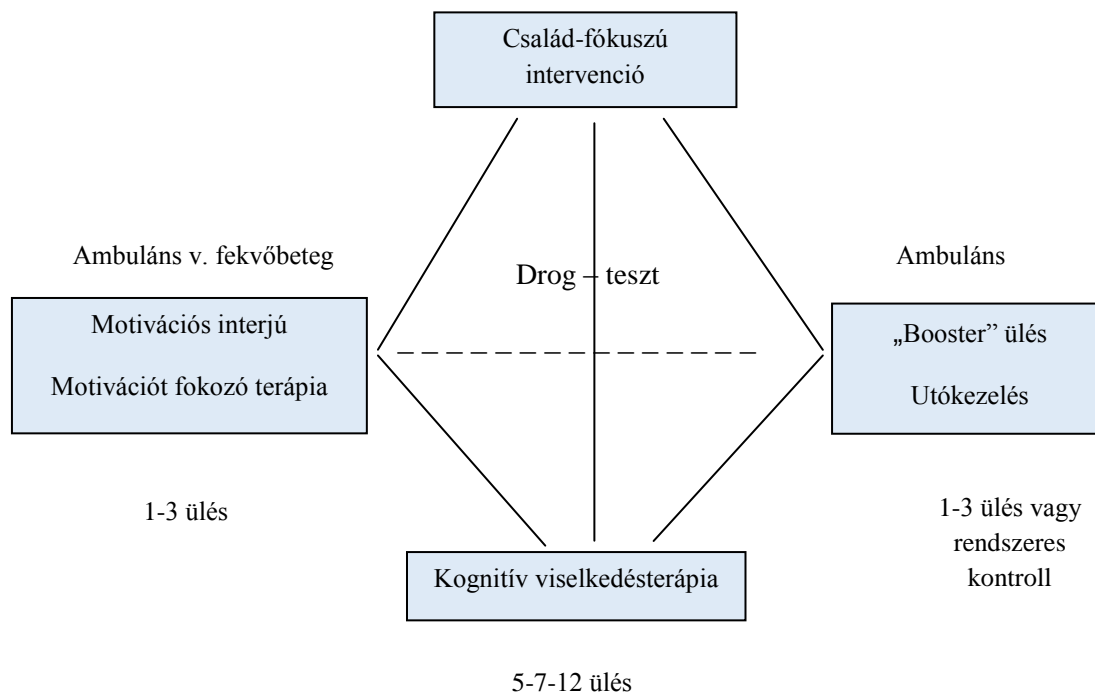 Család-fókuszú
intervenció
Ambuláns v. fekvőbeteg
Ambuláns
Drog – teszt
Motivációs interjú
Motivációt fokozó terápia
„Booster” ülés
Utókezelés
1-3 ülés
1-3 ülés vagy
rendszeres
kontroll
Kognitív viselkedésterápia
5-7-12 ülés